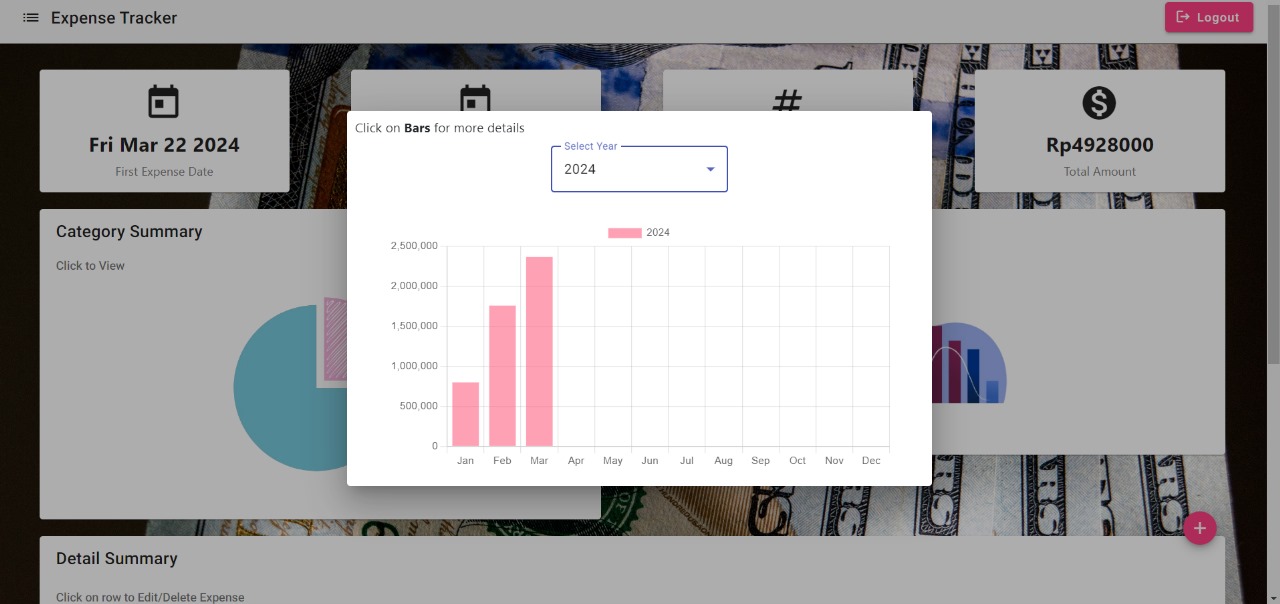 Expense Tracker
Logout
Fri Mar 22 2024
First Expense Date
#
Rp4928000
Total Amount
Category Summary
Click to View
Click on Bars for more details
Select Year
2024
2024
2,500,000
2,000,000
1,500,000
1,000,000
500,000
0
Jan Feb Mar Apr May Jun Jul Aug Sep Oct Nov Dec
+
Detail Summary
Click on row to Edit/Delete Expense